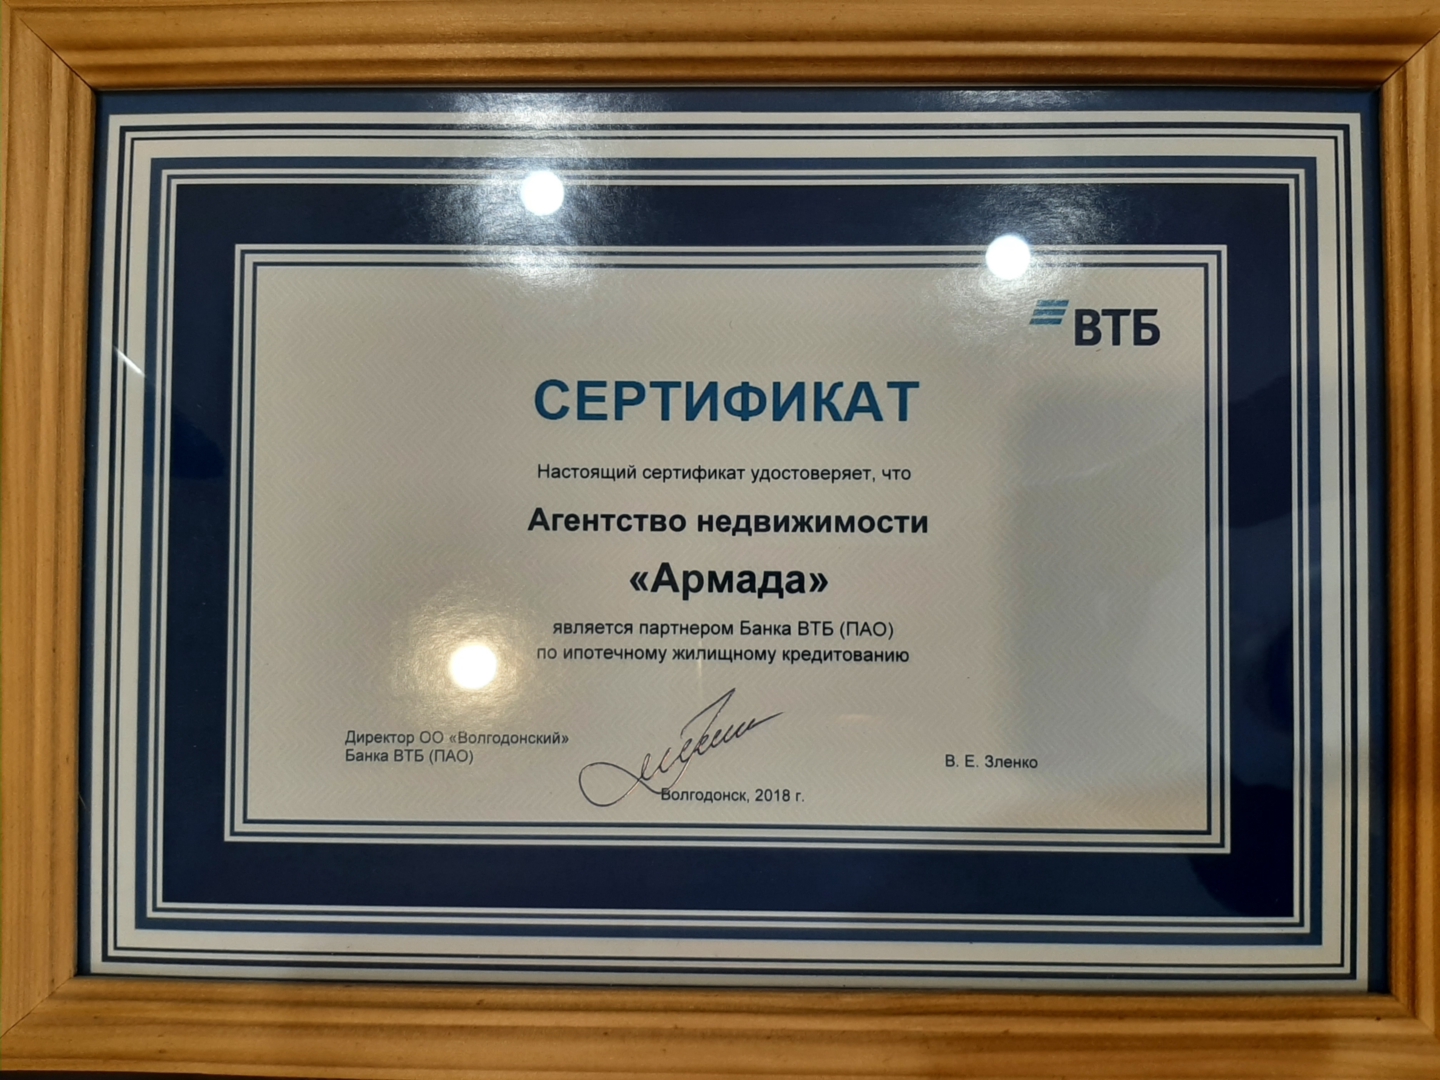 ВТБ
СЕРТИФИКАТ
Настоящий сертификат удостоверяет, что
Агентство недвижимости
«Армада»
является партнером Банка ВТБ (ПАО)
по ипотечному жилищному кредитованию
Директор ОО «Волгодонский»
Банка ВТБ (ПАО)
В. Е. Зленко
Волгодонск, 2018 г.